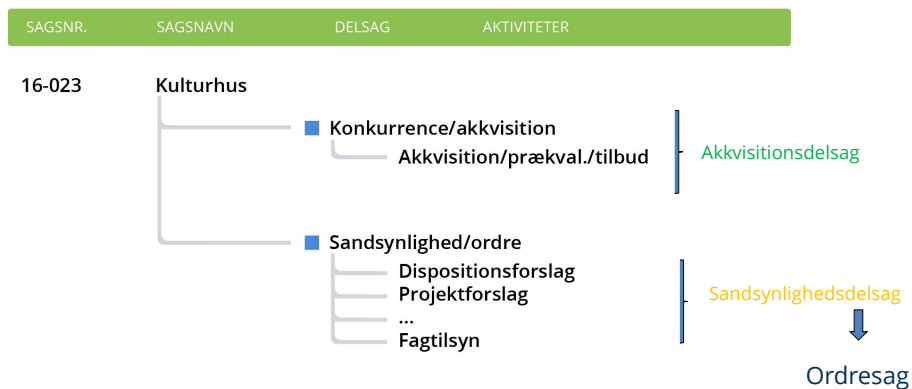 SAGSNR. SAGSNAVN DELSAG AKTIVITETER
16-023 Kulturhus
Konkurrence/akkvisition
Akkvisition/prækval./tilbud
Akkvisitionsdelsag
Sandsynlighed/ordre
Dispositionsforslag
Projektforslag
...
Fagtilsyn
Sandsynlighedsdelsag
Ordresag